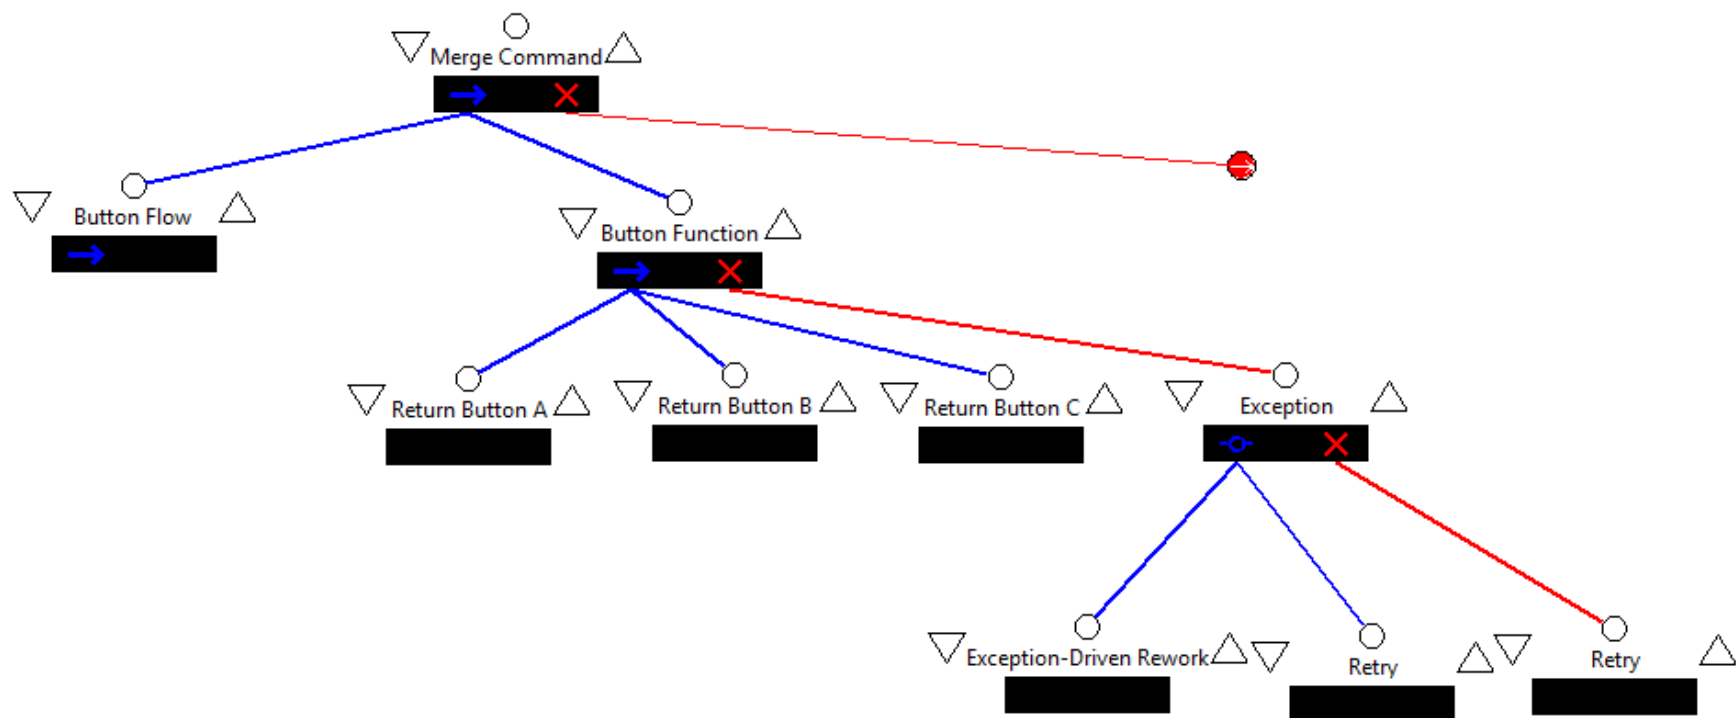 Merge Command
Button Flow
Button Function
Return Button A
Return Button B
Return Button C
Exception
Exception-Driven Rework
Retry
Retry